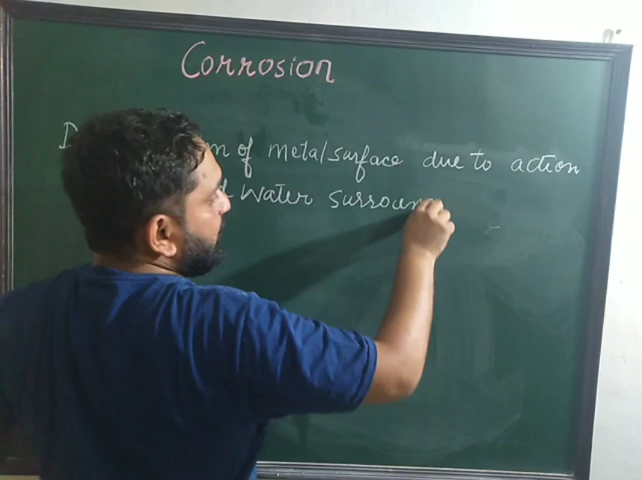 Corrosion
of metal surface due to action
Water surroun